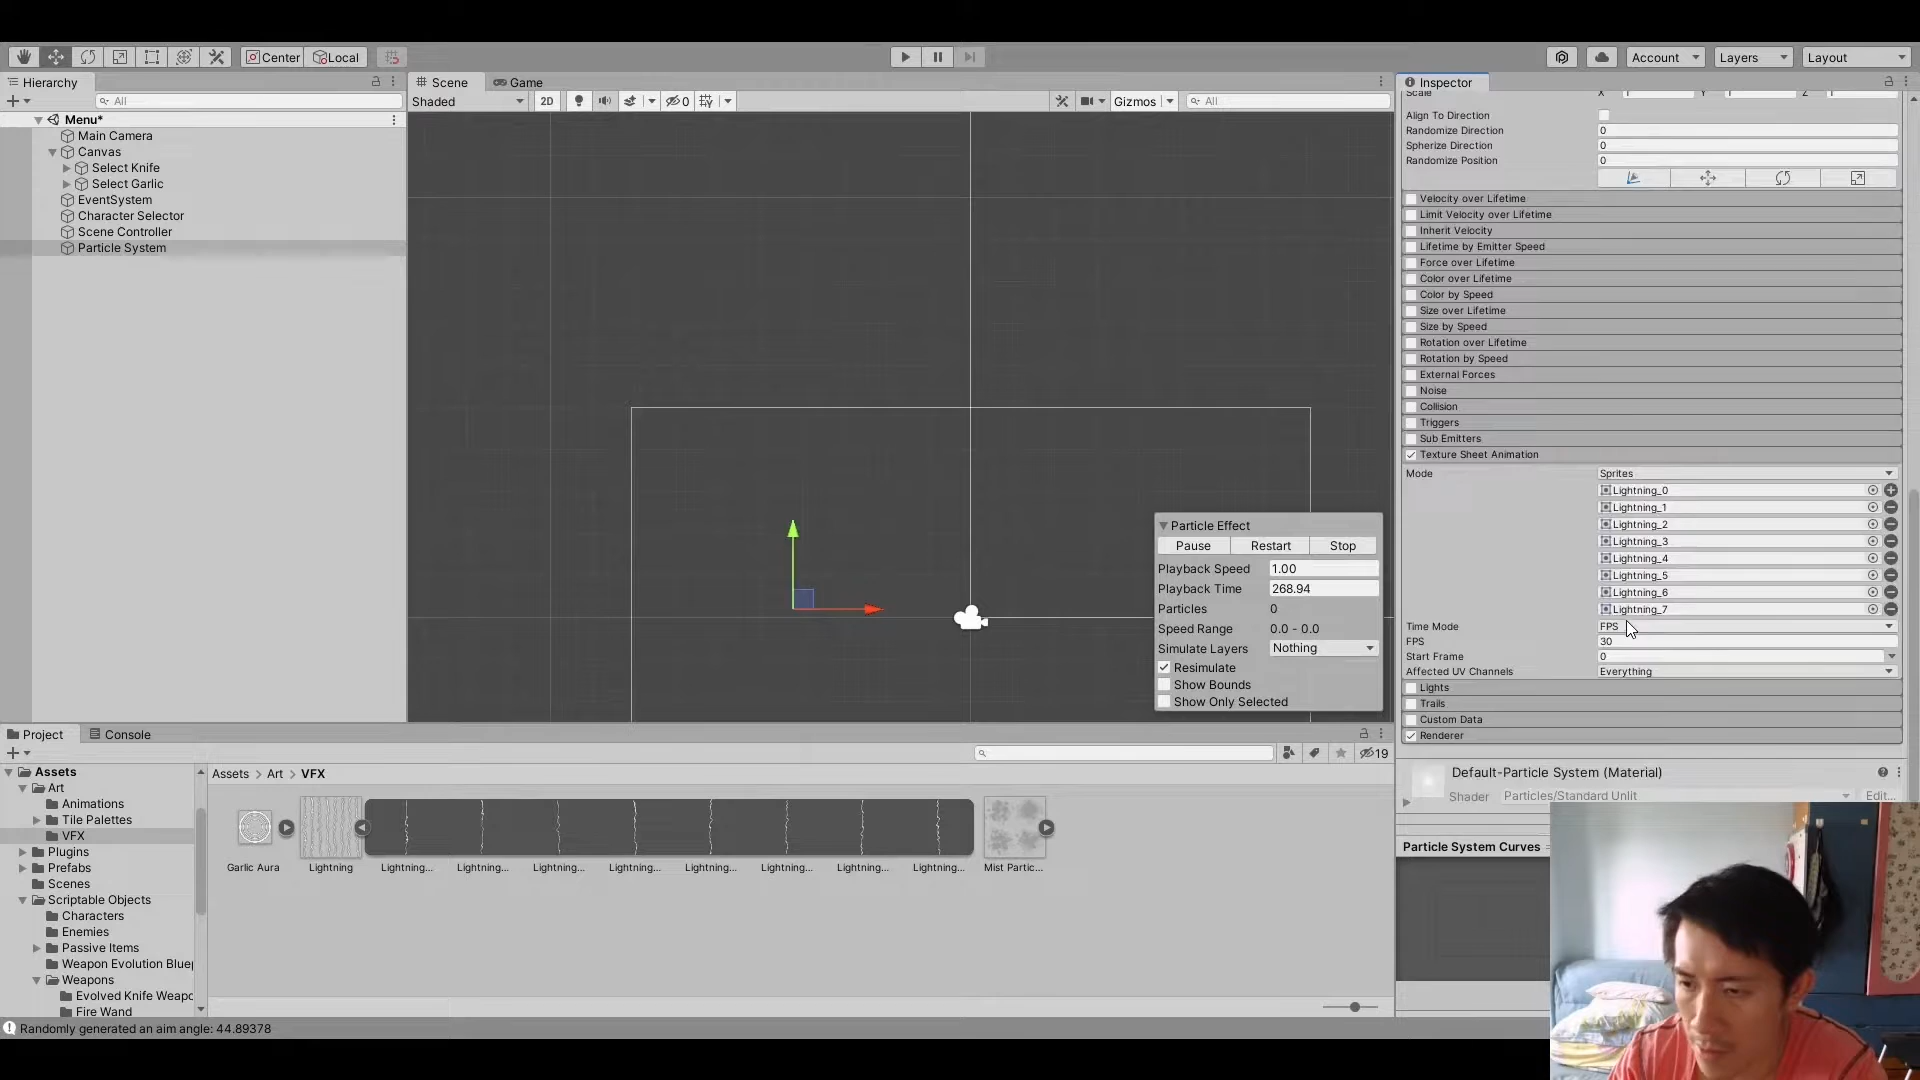 Center
Local
Account
Layers
Layout
Hierarchy
All
Menu*
Main Camera
Canvas
Select Knife
Select Garlic
EventSystem
Character Selector
Scene Controller
Particle System
Scene
Game
Shaded
2D
0
Gizmos
All
Particle Effect
Pause
Restart
Stop
Playback Speed 1.00
Playback Time 268.94
Particles 0
Speed Range 0.0 - 0.0
Simulate Layers Nothing
Resimulate
Show Bounds
Show Only Selected
Inspector
Scale X 1 Y 1 Z 1
Align To Direction
Randomize Direction 0
Spherize Direction 0
Randomize Position 0
Velocity over Lifetime
Limit Velocity over Lifetime
Inherit Velocity
Lifetime by Emitter Speed
Force over Lifetime
Color over Lifetime
Color by Speed
Size over Lifetime
Size by Speed
Rotation over Lifetime
Rotation by Speed
External Forces
Noise
Collision
Triggers
Sub Emitters
Texture Sheet Animation
Mode Sprites
Lightning_0
Lightning_1
Lightning_2
Lightning_3
Lightning_4
Lightning_5
Lightning_6
Lightning_7
Time Mode FPS
FPS 30
Start Frame 0
Affected UV Channels Everything
Lights
Trails
Custom Data
Renderer
Default-Particle System (Material)
Shader Particles/Standard Unlit Edit...
Particle System Curves
Project
Console
19
Assets
Art
Animations
Tile Palettes
VFX
Plugins
Prefabs
Scenes
Scriptable Objects
Characters
Enemies
Passive Items
Weapon Evolution Bluep
Weapons
Evolved Knife Weapo
Fire Wand
Assets > Art > VFX
Garlic Aura
Lightning
Lightning...
Lightning...
Lightning...
Lightning...
Lightning...
Lightning...
Lightning...
Lightning...
Mist Partic...
Randomly generated an aim angle: 44.89378